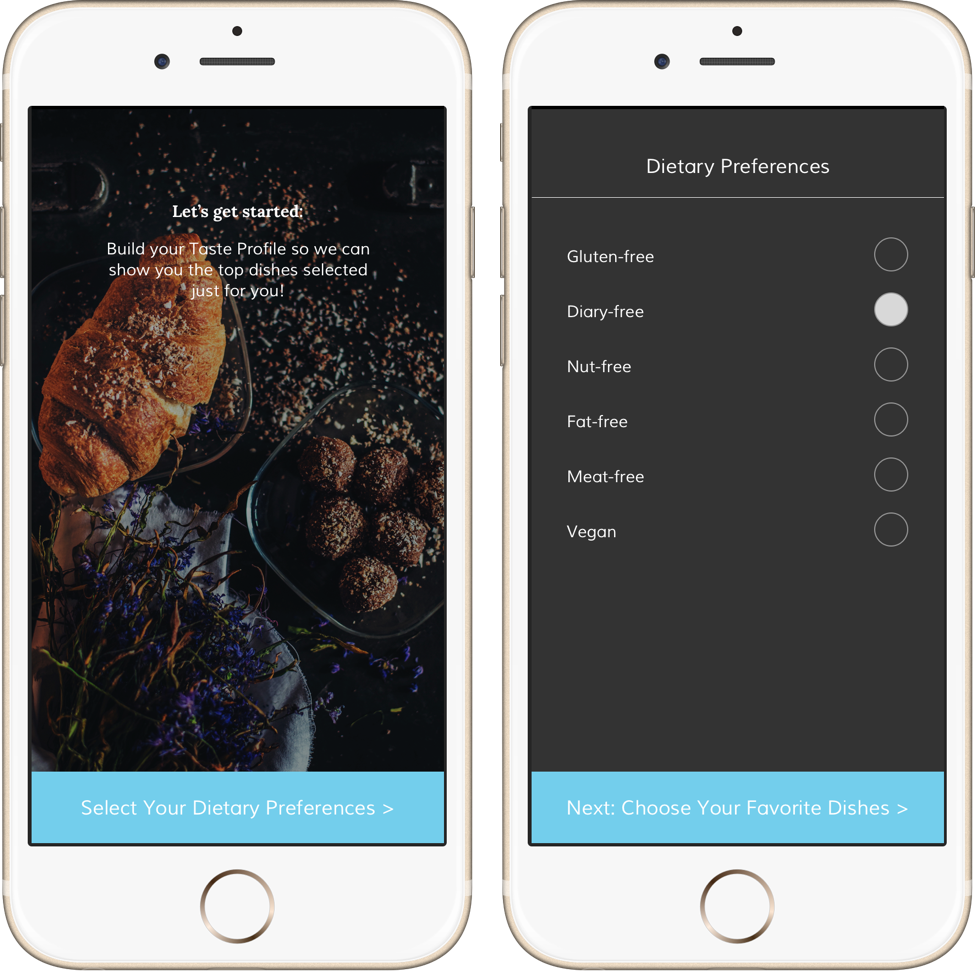 Let's get started:
Build your Taste Profile so we can
show you the top dishes selected
just for you!
Select Your Dietary Preferences >
Dietary Preferences
Gluten-free
Diary-free
Nut-free
Fat-free
Meat-free
Vegan
Next: Choose Your Favorite Dishes >